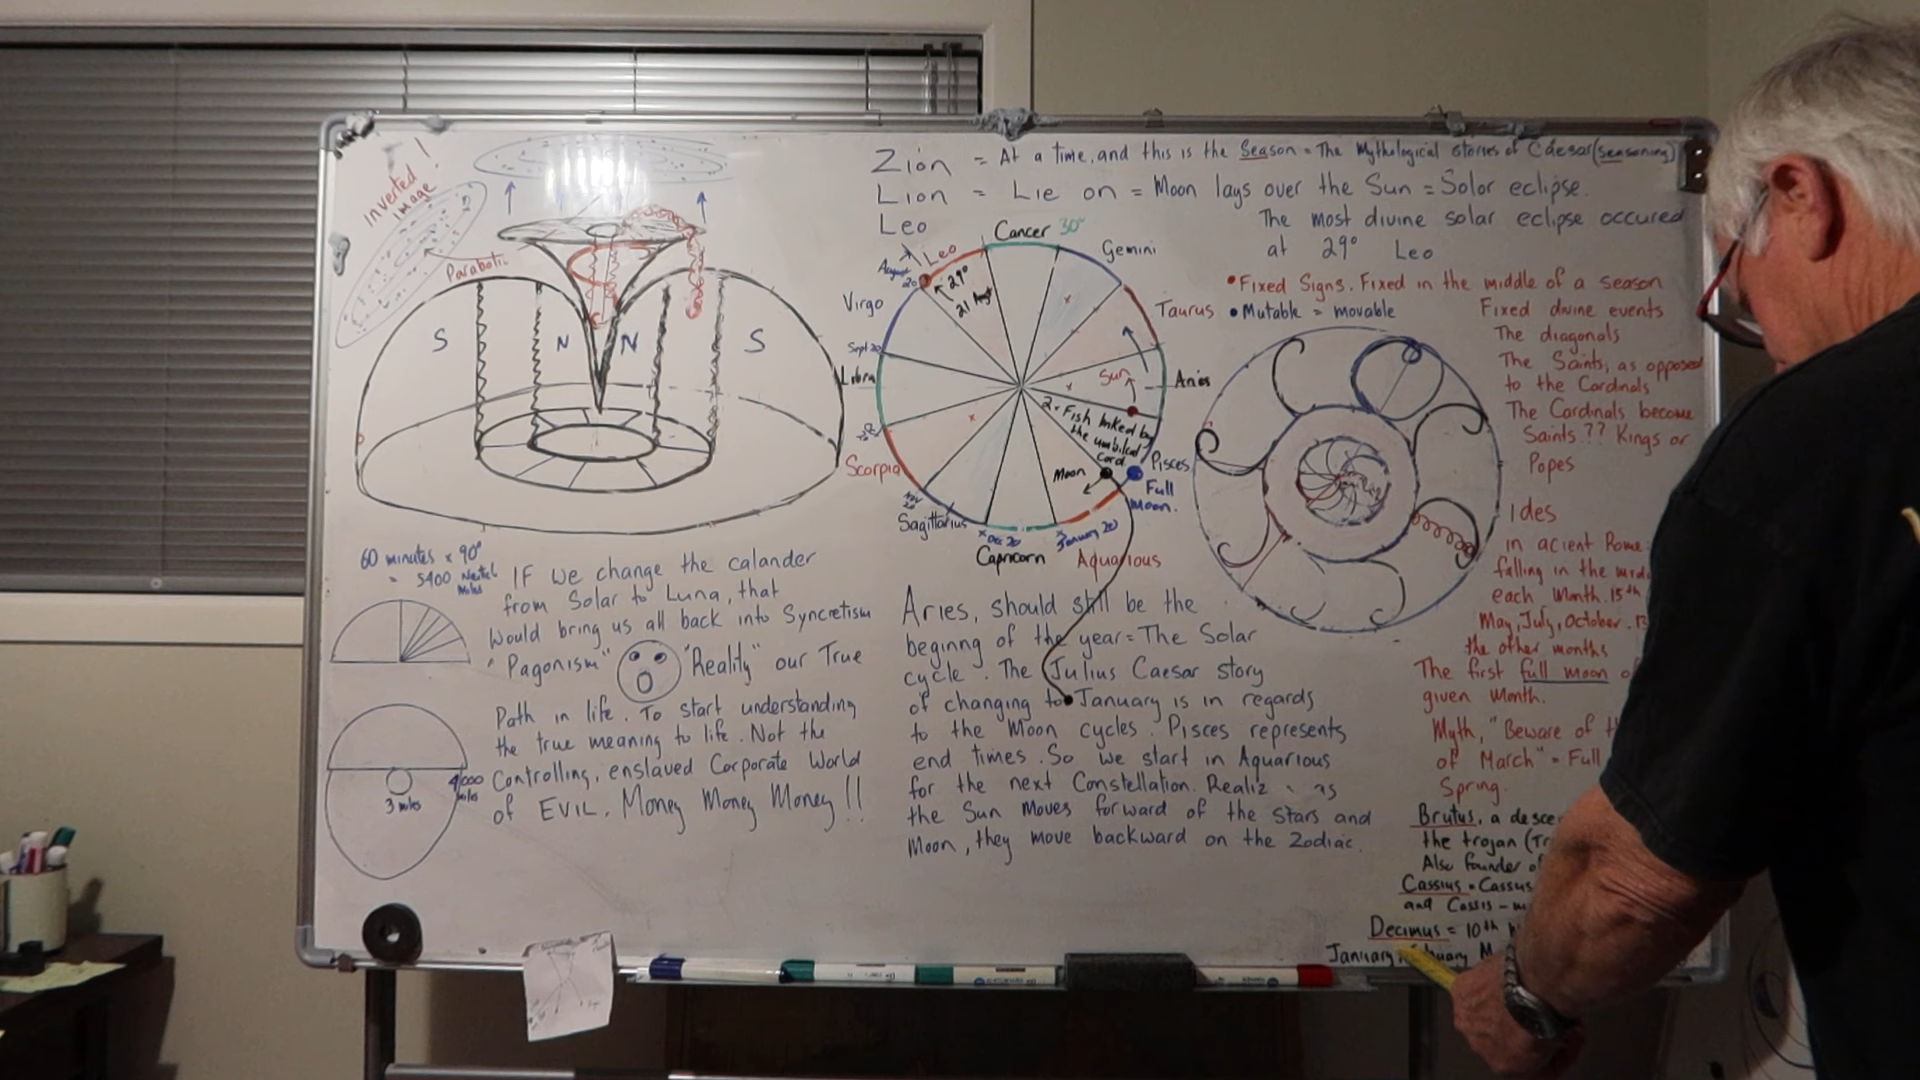 Inverted
image !
Parabolic
S N N S
60 minutes x 90°
= 5400 Nautical
Miles
3 miles
4000
miles
IF we change the calander
from Solar to Luna, that
Would bring us all back into Syncretism
"Pagonism" "Reality" our True
Path in life. To start understanding
the true meaning to life. Not the
Controlling, enslaved Corporate World
of EVIL. Money Money Money !!
Zion = At a time, and this is the Season = The Mythological stories of Caesar (seasoning)
Lion = Lie on = Moon lays over the Sun = Solor eclipse.
Leo
The most divine solar eclipse occured
at 29° Leo
Cancer 30°
Gemini
Taurus
Aries
Pisces
Full
Moon.
Aquarious
January 20
Capricorn
Dec 20
Sagittarius
Nov
20
Scorpio
Libra
Sept 20
Virgo
August
20
Leo
29°
21 Augt
Sun
2 x Fish linked by
the umbilical
cord
Moon
Aries, should still be the
beginng of the year = The Solar
cycle. The Julius Caesar story
of changing to January is in regards
to the Moon cycles. Pisces represents
end times. So we start in Aquarious
for the next Constellation. Realiz as
the Sun moves forward of the stars and
Moon, they move backward on the Zodiac.
• Fixed Signs. Fixed in the middle of a season
• Mutable = movable
Fixed divine events
The diagonals
The Saints, as opposed
to the Cardinals
The Cardinals become
Saints ?? Kings or
Popes
Ides
in acient Rome
falling in the
each Month. 15th
May, July, October.
the other months
The first full moon
given Month.
Myth, "Beware of
of March" = Full
Spring.
Brutus, a
the trojan
Also founder
Cassius = Cassus
and Cassis -
Decimus = 10th
January